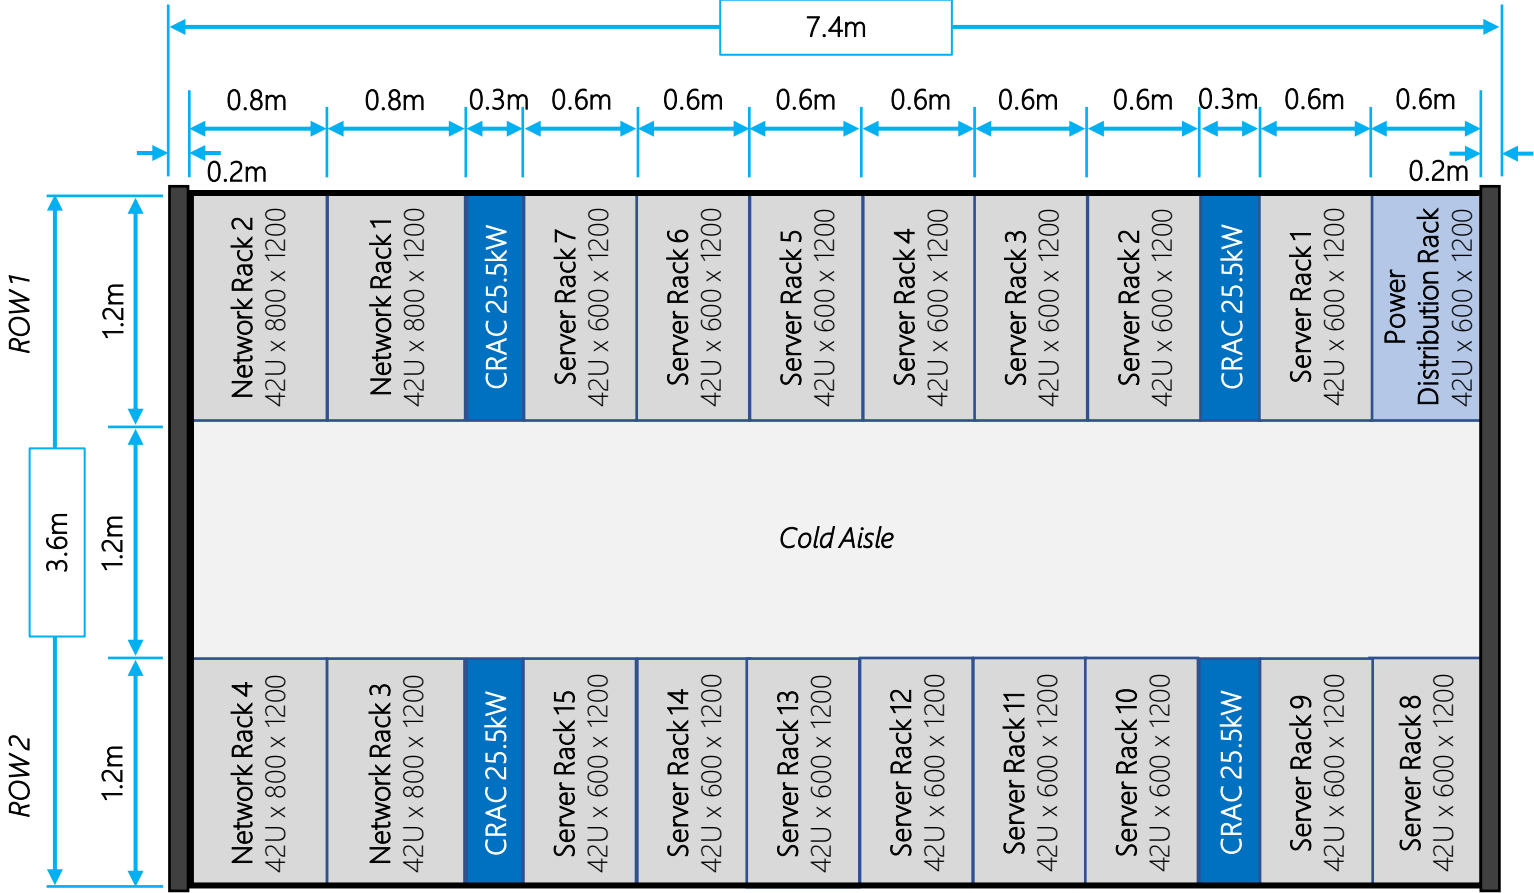 7.4m
0.8m
0.8m
0.3m
0.6m
0.6m
0.6m
0.6m
0.6m
0.6m
0.3m
0.6m
0.6m
0.2m
0.2m
ROW 1
1.2m
Network Rack 2
42U x 800 x 1200
Network Rack 1
42U x 800 x 1200
CRAC 25.5kW
Server Rack 7
42U x 600 x 1200
Server Rack 6
42U x 600 x 1200
Server Rack 5
42U x 600 x 1200
Server Rack 4
42U x 600 x 1200
Server Rack 3
42U x 600 x 1200
Server Rack 2
42U x 600 x 1200
CRAC 25.5kW
Server Rack 1
42U x 600 x 1200
Power
Distribution Rack
42U x 600 x 1200
3.6m
1.2m
Cold Aisle
ROW 2
1.2m
Network Rack 4
42U x 800 x 1200
Network Rack 3
42U x 800 x 1200
CRAC 25.5kW
Server Rack 15
42U x 600 x 1200
Server Rack 14
42U x 600 x 1200
Server Rack 13
42U x 600 x 1200
Server Rack 12
42U x 600 x 1200
Server Rack 11
42U x 600 x 1200
Server Rack 10
42U x 600 x 1200
CRAC 25.5kW
Server Rack 9
42U x 600 x 1200
Server Rack 8
42U x 600 x 1200